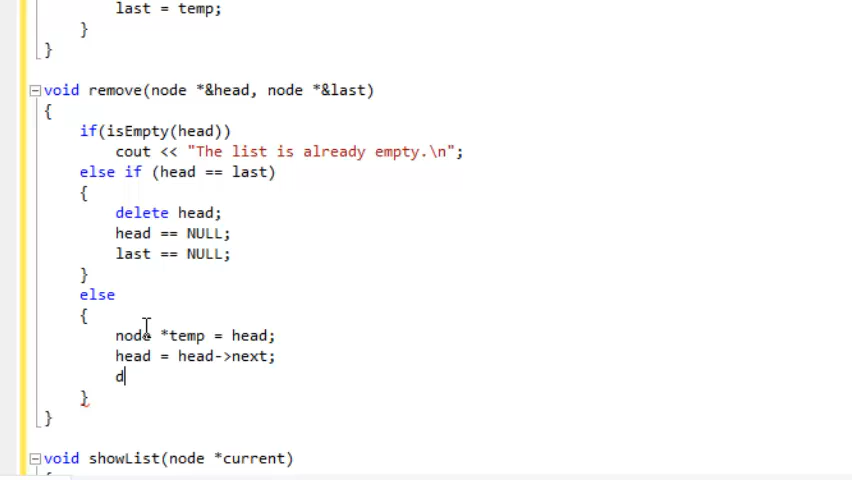 last = temp;
}
}
void remove(node *&head, node *&last)
{
if(isEmpty(head))
cout << "The list is already empty.\n";
else if (head == last)
{
delete head;
head == NULL;
last == NULL;
}
else
{
node *temp = head;
head = head->next;
d
}
}
void showList(node *current)